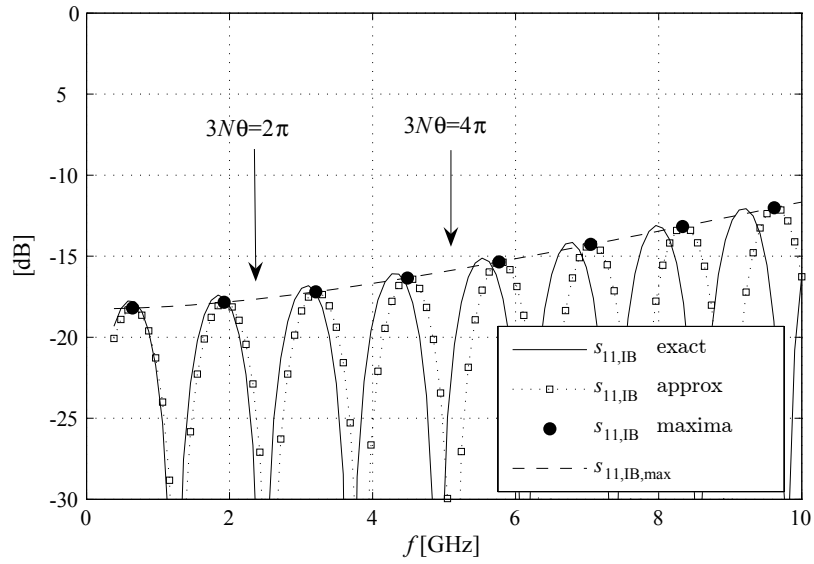 0
5
-10
-15
-20
-25
-30
[dB]
3Nθ=2π
3Nθ=4π
s11,IB exact
s11,IB approx
s11,IB maxima
s11,IB,max
0 2 4 6 8 10
f [GHz]